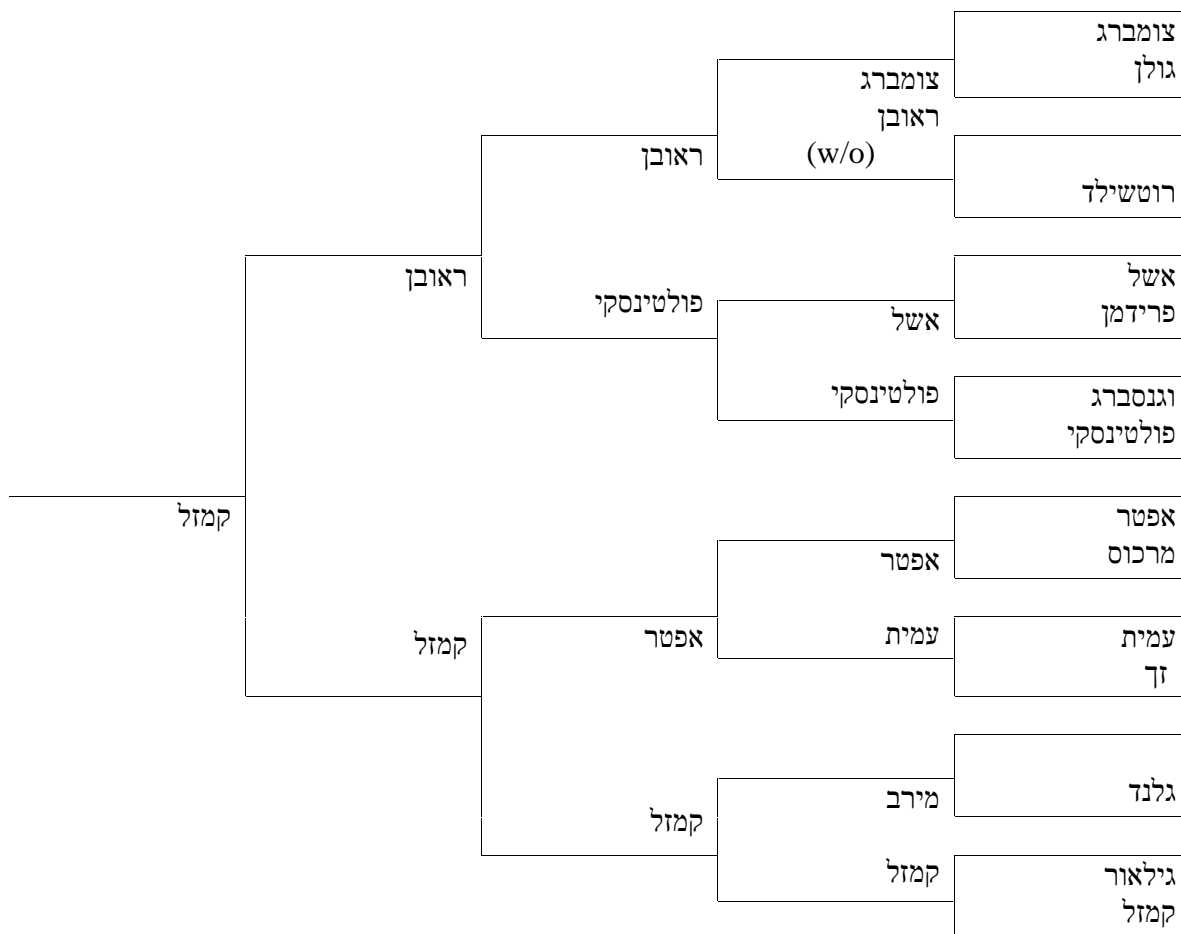 צומברג
גולן
רוטשילד
אשל
פרידמן
וגנסברג
פולטינסקי
אפטר
מרכוס
עמית
זך
גלנד
גילאור
קמזל
צומברג
ראובן
(w/o)
אשל
פולטינסקי
אפטר
עמית
מירב
קמזל
ראובן
פולטינסקי
אפטר
קמזל
ראובן
קמזל
קמזל